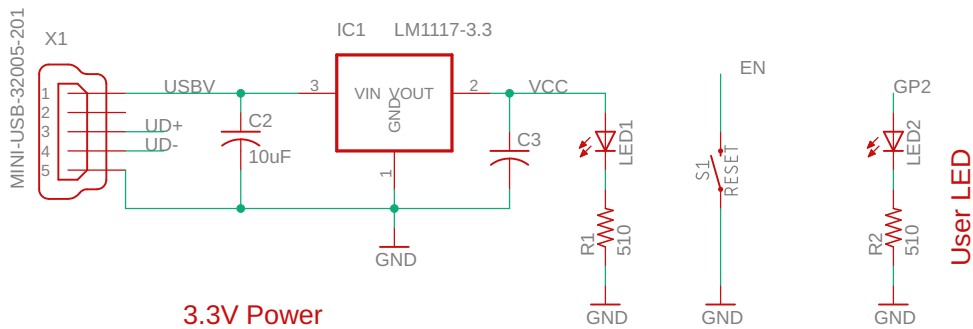 MINI-USB-32005-201
X1
1
2
3
4
5
USBV
UD+
UD-
C2
10uF
IC1
LM1117-3.3
3
VIN
VOUT
GND
2
1
VCC
C3
GND
3.3V Power
LED1
R1
510
GND
EN
S1
RESET
GND
GP2
LED2
R2
510
GND
User LED